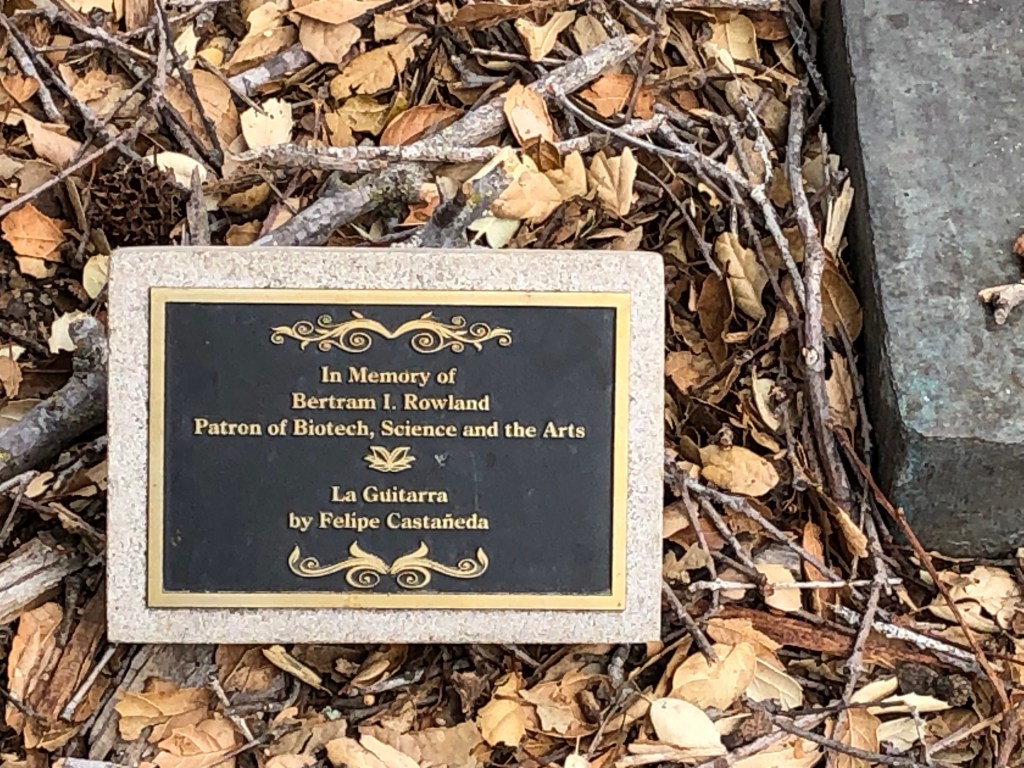 In Memory of
Bertram I. Rowland
Patron of Biotech, Science and the Arts
La Guitarra
by Felipe Castañeda